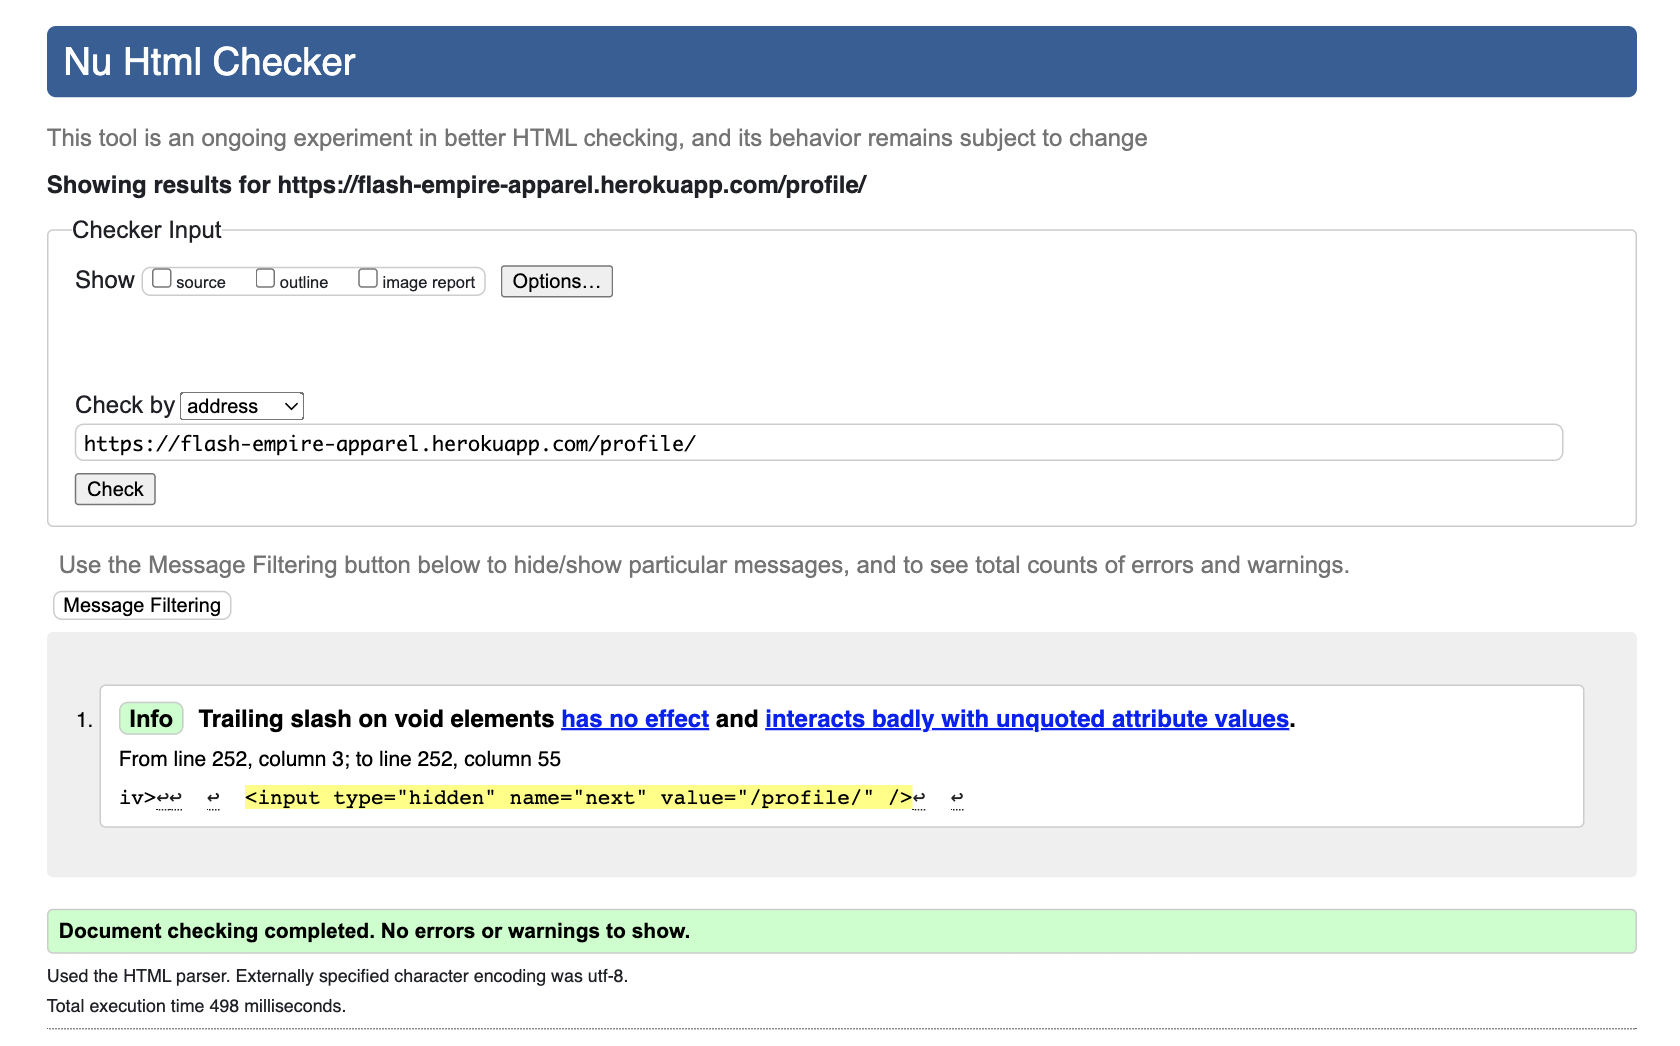 Nu Html Checker
This tool is an ongoing experiment in better HTML checking, and its behavior remains subject to change
Showing results for https://flash-empire-apparel.herokuapp.com/profile/
Checker Input
Show source outline image report Options...
Check by address
https://flash-empire-apparel.herokuapp.com/profile/
Check
Use the Message Filtering button below to hide/show particular messages, and to see total counts of errors and warnings.
Message Filtering
1. Info Trailing slash on void elements has no effect and interacts badly with unquoted attribute values.
From line 252, column 3; to line 252, column 55
iv>↩↩ ↩ <input type="hidden" name="next" value="/profile/" />↩ ↩
Document checking completed. No errors or warnings to show.
Used the HTML parser. Externally specified character encoding was utf-8.
Total execution time 498 milliseconds.